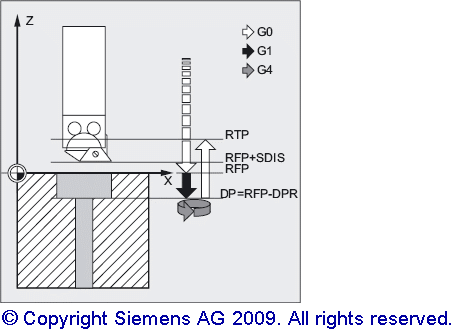 Z
G0
G1
G4
RTP
RFP+SDIS
RFP
X
DP=RFP-DPR
© Copyright Siemens AG 2009. All rights reserved.